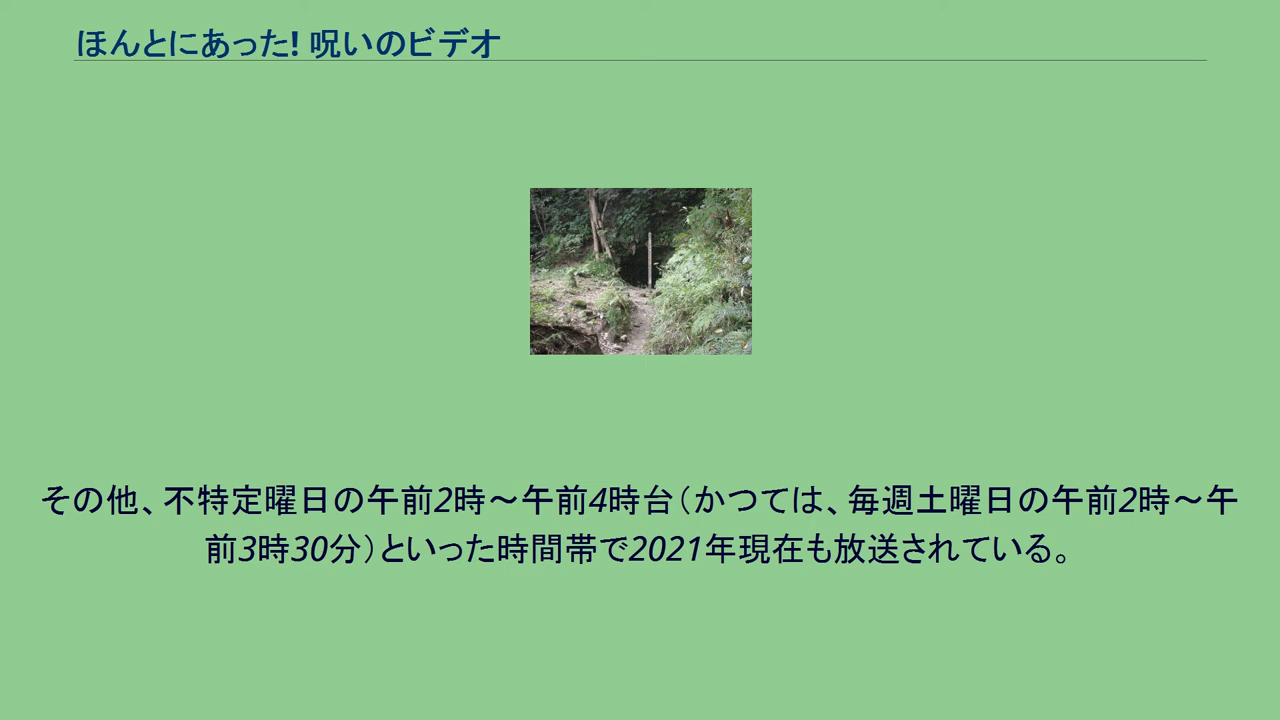 ほんとにあった! 呪いのビデオ
その他、不特定曜日の午前2時〜午前4時台（かつては、毎週土曜日の午前2時〜午
前3時30分）といった時間帯で2021年現在も放送されている。